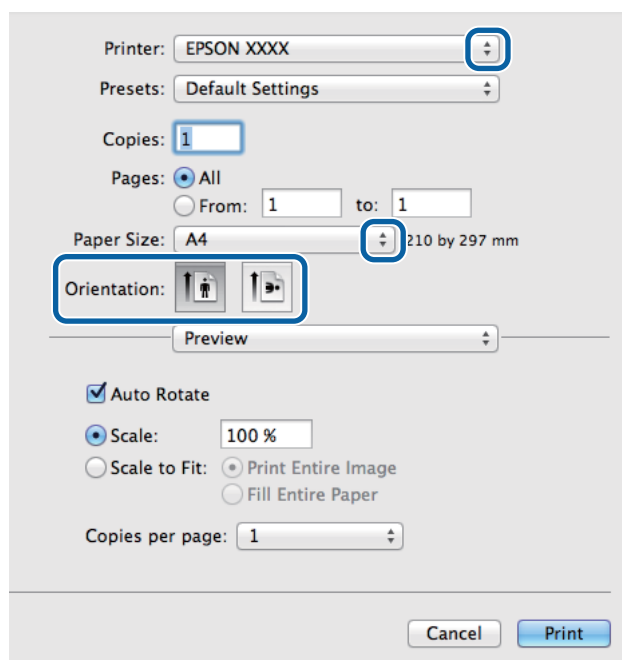 Printer: EPSON XXXX
Presets: Default Settings
Copies: 1
Pages: All
From: 1 to: 1
Paper Size: A4 210 by 297 mm
Orientation:
Preview
Auto Rotate
Scale: 100 %
Scale to Fit: Print Entire Image
Fill Entire Paper
Copies per page: 1
Cancel Print